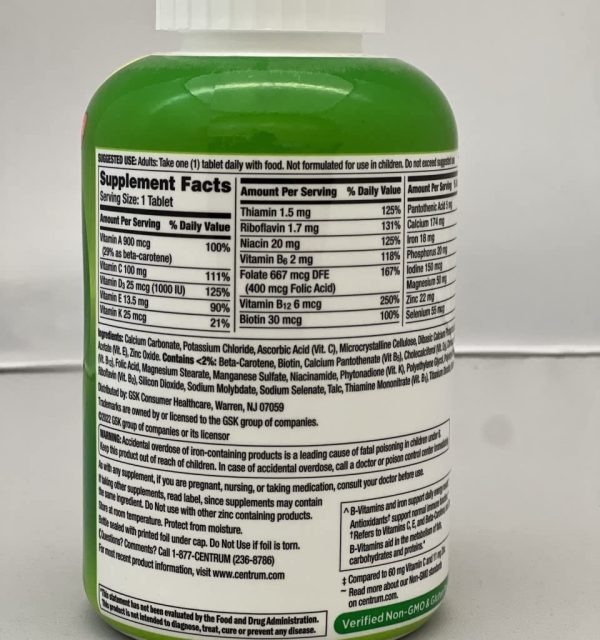 SUGGESTED USE: Adults: Take one (1) tablet daily with food. Not formulated for use in children. Do not exceed suggested
Supplement Facts
Serving Size: 1 Tablet
Amount Per Serving % Daily Value
Vitamin A 900 mcg 100%
(29% as beta-carotene)
Vitamin C 100 mg 111%
Vitamin D₃ 25 mcg (1000 IU) 125%
Vitamin E 13.5 mg 90%
Vitamin K 25 mcg 21%
Amount Per Serving % Daily Value
Thiamin 1.5 mg 125%
Riboflavin 1.7 mg 131%
Niacin 20 mg 125%
Vitamin B₆ 2 mg 118%
Folate 667 mcg DFE 167%
(400 mcg Folic Acid)
Vitamin B₁₂ 6 mcg 250%
Biotin 30 mcg 100%
Amount Per Serving
Pantothenic Acid 5 mg
Calcium 174 mg
Iron 18 mg
Phosphorus 20 mg
Iodine 150 mcg
Magnesium 50 mg
Zinc 22 mg
Selenium 55 mcg
Ingredients: Calcium Carbonate, Potassium Chloride, Ascorbic Acid (Vit. C), Microcrystalline Cellulose, Dibasic Calcium
Acetate (Vit. E), Zinc Oxide. Contains <2%: Beta-Carotene, Biotin, Calcium Pantothenate (Vit B₅), Cholecalciferol (Vit. D₃),
(Vit. B₁₂), Folic Acid, Magnesium Stearate, Manganese Sulfate, Niacinamide, Phytonadione (Vit. K), Polyethylene Glycol,
Riboflavin (Vit. B₂), Silicon Dioxide, Sodium Molybdate, Sodium Selenate, Talc, Thiamine Mononitrate (Vit. B₁), Titanium
Distributed by: GSK Consumer Healthcare, Warren, NJ 07059
Trademarks are owned by or licensed to the GSK group of companies.
©2022 GSK group of companies or its licensor
WARNING: Accidental overdose of iron-containing products is a leading cause of fatal poisoning in children under 6.
Keep this product out of reach of children. In case of accidental overdose, call a doctor or poison control center immediately.
As with any supplement, if you are pregnant, nursing, or taking medication, consult your doctor before use.
If taking other supplements, read label, since supplements may contain
the same ingredient. Do Not use with other zinc containing products.
Store at room temperature. Protect from moisture.
Bottle sealed with printed foil under cap. Do Not Use if foil is torn.
Questions? Comments? Call 1-877-CENTRUM (236-8786)
For most recent product information, visit www.centrum.com
^ B-Vitamins and iron support daily energy
Antioxidants† support normal immune
†Refers to Vitamins C, E, and Beta-Carotene
B-Vitamins aid in the metabolism of fats,
carbohydrates and proteins.*
‡ Compared to 60 mg Vitamin C and 11 mg
~ Read more about our Non-GMO standards
on centrum.com.
*This statement has not been evaluated by the Food and Drug Administration.
This product is not intended to diagnose, treat, cure or prevent any disease.
Verified Non-GMO &